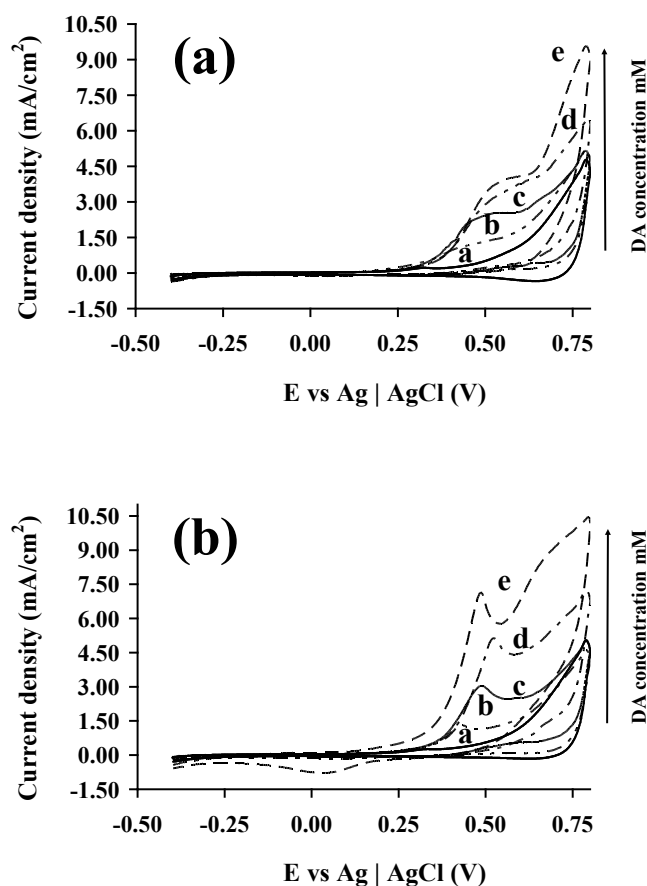 (a)
10.50
9.00
7.50
6.00
4.50
3.00
1.50
0.00
-1.50
Current density (mA/cm2)
e
d
c
b
a
DA concentration mM
-0.50 -0.25 0.00 0.25 0.50 0.75
E vs Ag | AgCl (V)
(b)
10.50
9.00
7.50
6.00
4.50
3.00
1.50
0.00
-1.50
Current density (mA/cm2)
e
d
c
b
a
DA concentration mM
-0.50 -0.25 0.00 0.25 0.50 0.75
E vs Ag | AgCl (V)